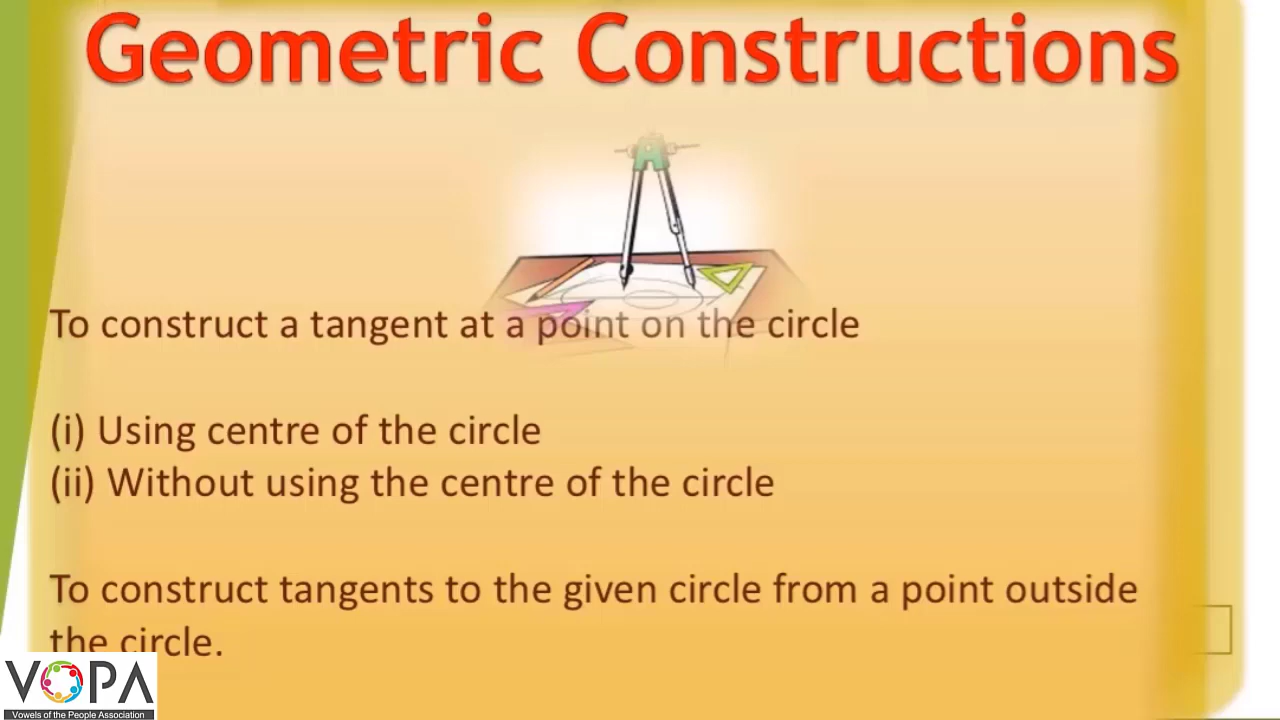 Geometric Constructions
To construct a tangent at a point on the circle
(i) Using centre of the circle
(ii) Without using the centre of the circle
To construct tangents to the given circle from a point outside
the circle.
VOPA
Vowels of the People Association